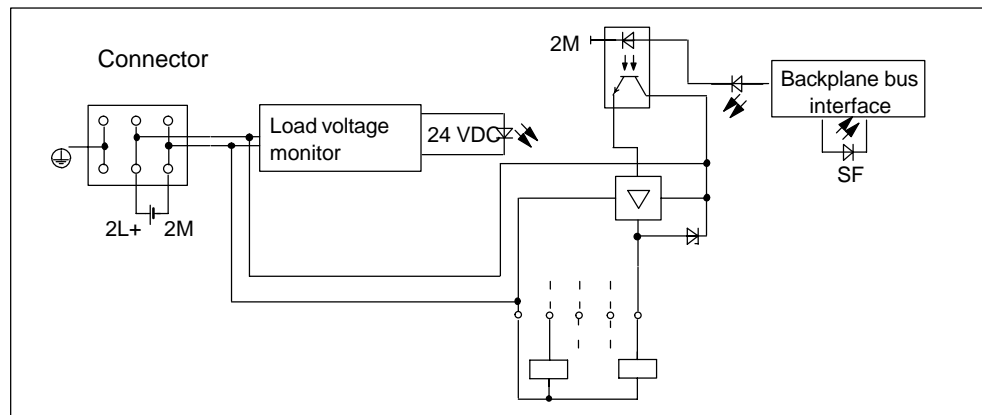 Connector
2M
Backplane bus
interface
Load voltage
monitor
24 VDC
SF
2L+ 2M